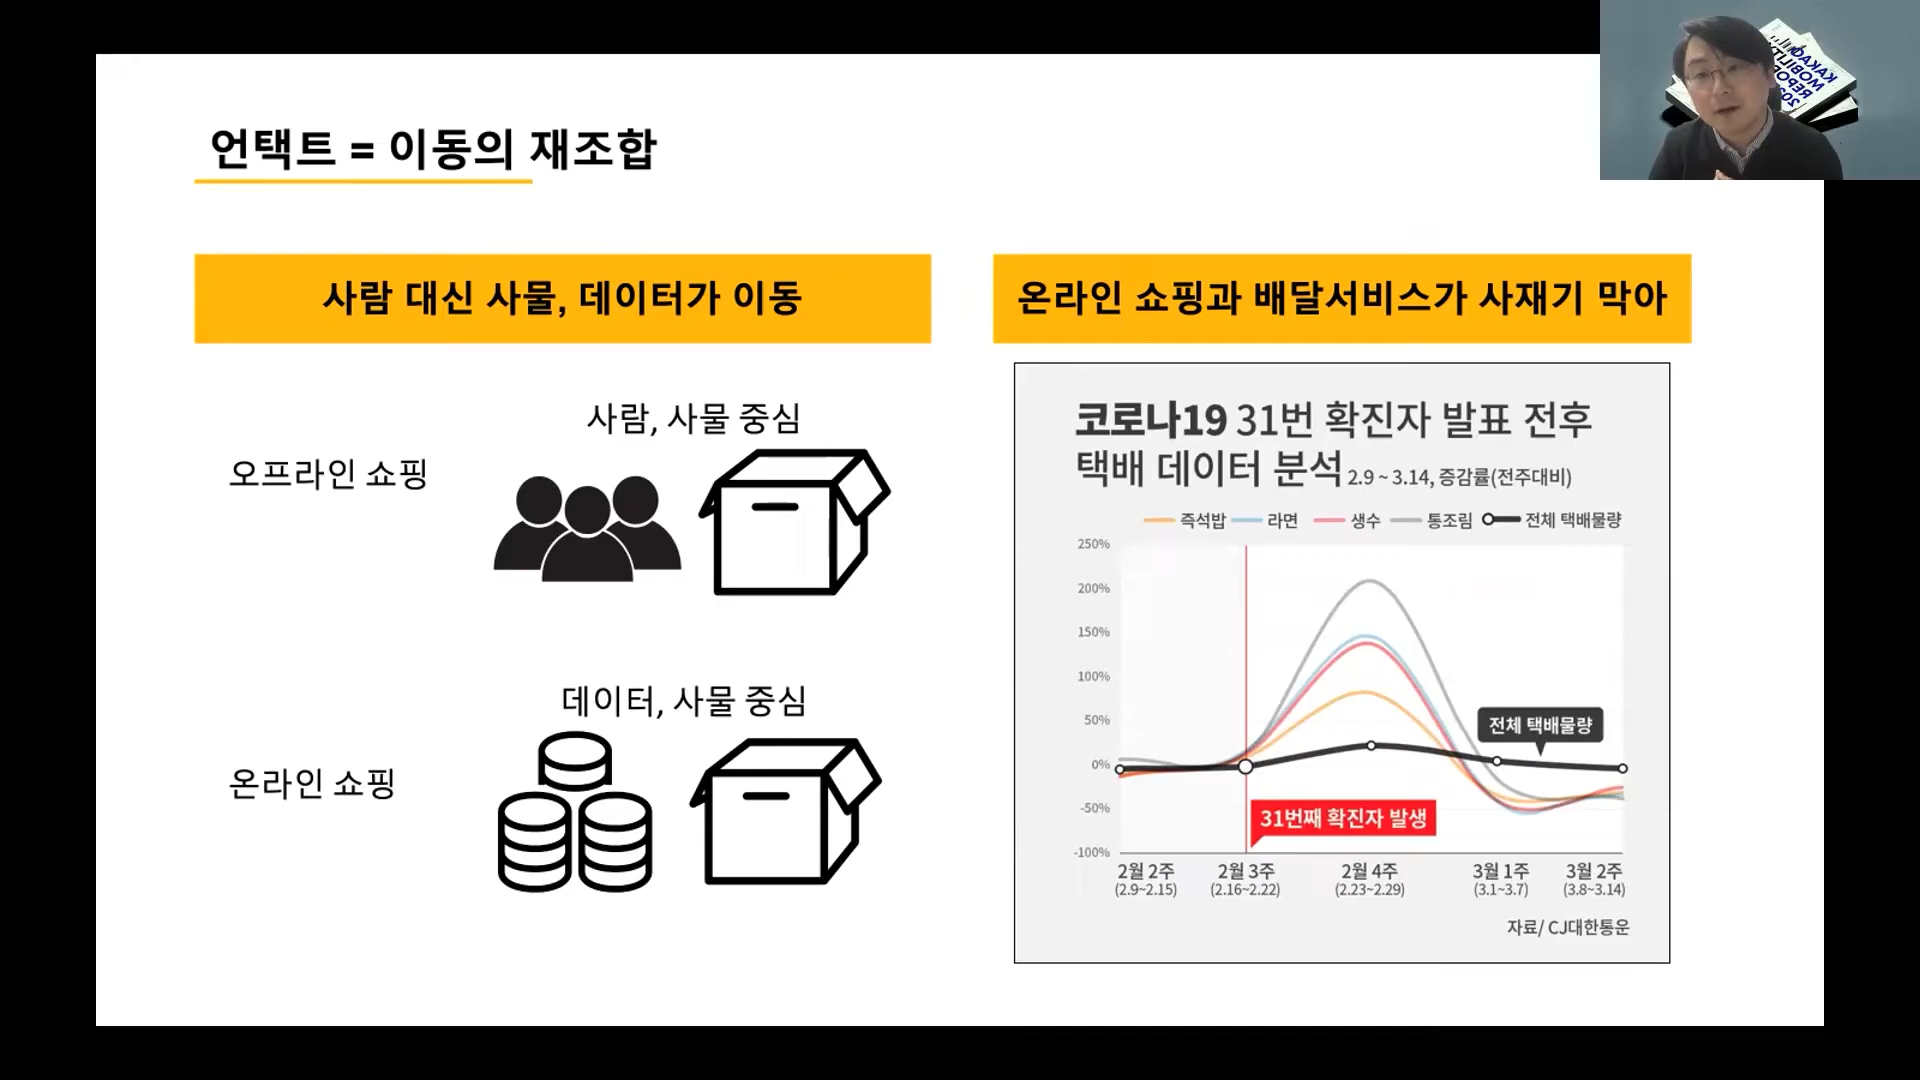 언택트 = 이동의 재조합
사람 대신 사물, 데이터가 이동
온라인 쇼핑과 배달서비스가 사재기 막아
사람, 사물 중심
오프라인 쇼핑
데이터, 사물 중심
온라인 쇼핑
코로나19 31번 확진자 발표 전후
택배 데이터 분석 2.9 ~ 3.14, 증감률(전주대비)
즉석밥 라면 생수 통조림 전체 택배물량
250%
200%
150%
100%
50%
0%
-50%
-100%
전체 택배물량
31번째 확진자 발생
2월 2주 2월 3주 2월 4주 3월 1주 3월 2주
(2.9~2.15) (2.16~2.22) (2.23~2.29) (3.1~3.7) (3.8~3.14)
자료/ CJ대한통운
KAKAO
MOBILITY